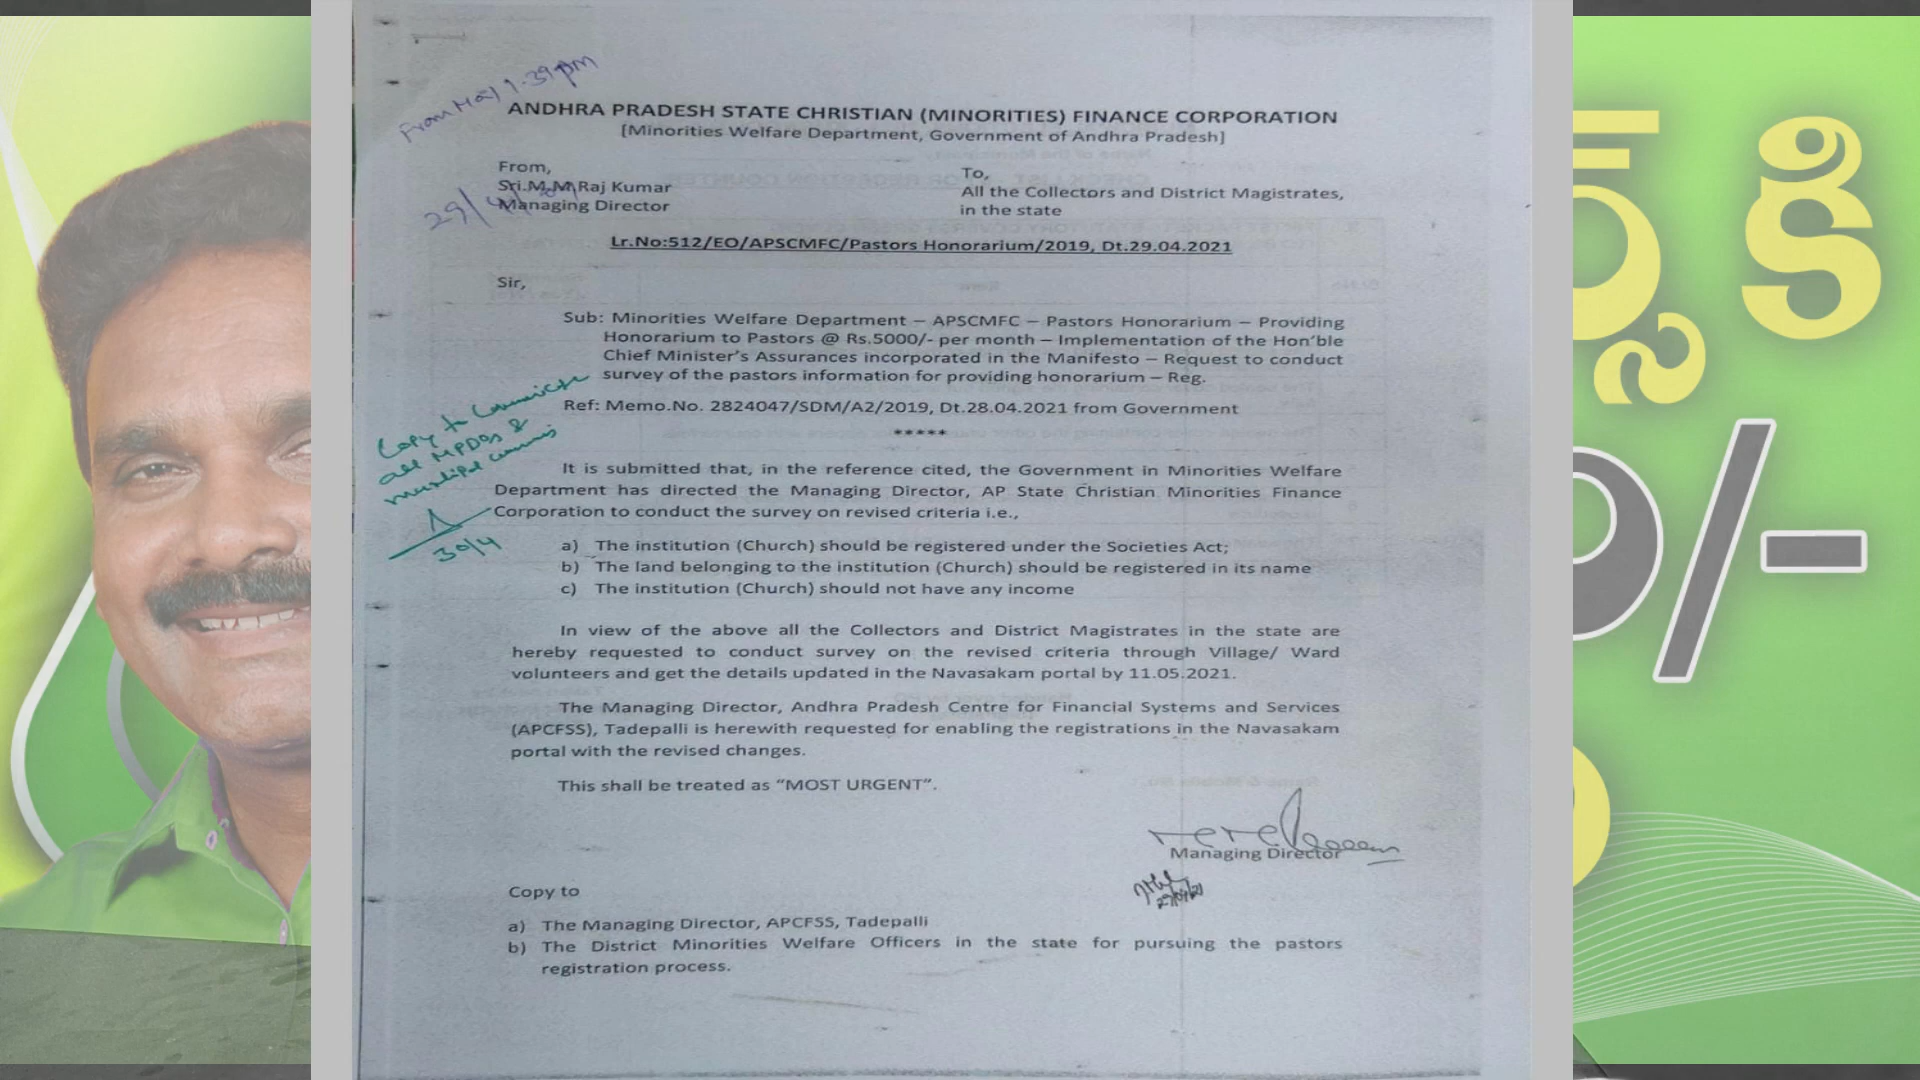 From Mail 1.39 pm
ANDHRA PRADESH STATE CHRISTIAN (MINORITIES) FINANCE CORPORATION
[Minorities Welfare Department, Government of Andhra Pradesh]
From,
Sri.M.M.Raj Kumar
Managing Director
To,
All the Collectors and District Magistrates,
in the state
Lr.No:512/EO/APSCMFC/Pastors Honorarium/2019, Dt.29.04.2021
Sir,
Sub: Minorities Welfare Department – APSCMFC – Pastors Honorarium – Providing
Honorarium to Pastors @ Rs.5000/- per month – Implementation of the Hon'ble
Chief Minister's Assurances incorporated in the Manifesto – Request to conduct
survey of the pastors information for providing honorarium – Reg.
Ref: Memo.No. 2824047/SDM/A2/2019, Dt.28.04.2021 from Government
*****
Copy to
all MPDOs &
30/4
It is submitted that, in the reference cited, the Government in Minorities Welfare
Department has directed the Managing Director, AP State Christian Minorities Finance
Corporation to conduct the survey on revised criteria i.e.,
a) The institution (Church) should be registered under the Societies Act;
b) The land belonging to the institution (Church) should be registered in its name
c) The institution (Church) should not have any income
In view of the above all the Collectors and District Magistrates in the state are
hereby requested to conduct survey on the revised criteria through Village/ Ward
volunteers and get the details updated in the Navasakam portal by 11.05.2021.
The Managing Director, Andhra Pradesh Centre for Financial Systems and Services
(APCFSS), Tadepalli is herewith requested for enabling the registrations in the Navasakam
portal with the revised changes.
This shall be treated as “MOST URGENT”.
Managing Director
Copy to
a) The Managing Director, APCFSS, Tadepalli
b) The District Minorities Welfare Officers in the state for pursuing the pastors
registration process.
/-